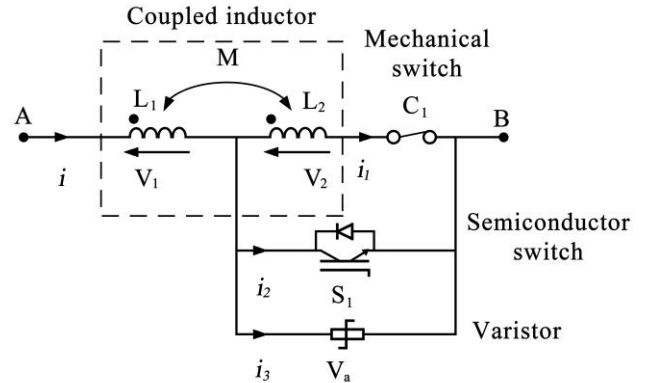 Coupled inductor
M
Mechanical
switch
L₁
L₂
C₁
A
B
i
V₁
V₂
i₁
Semiconductor
switch
i₂
S₁
Varistor
i₃
Vₐ